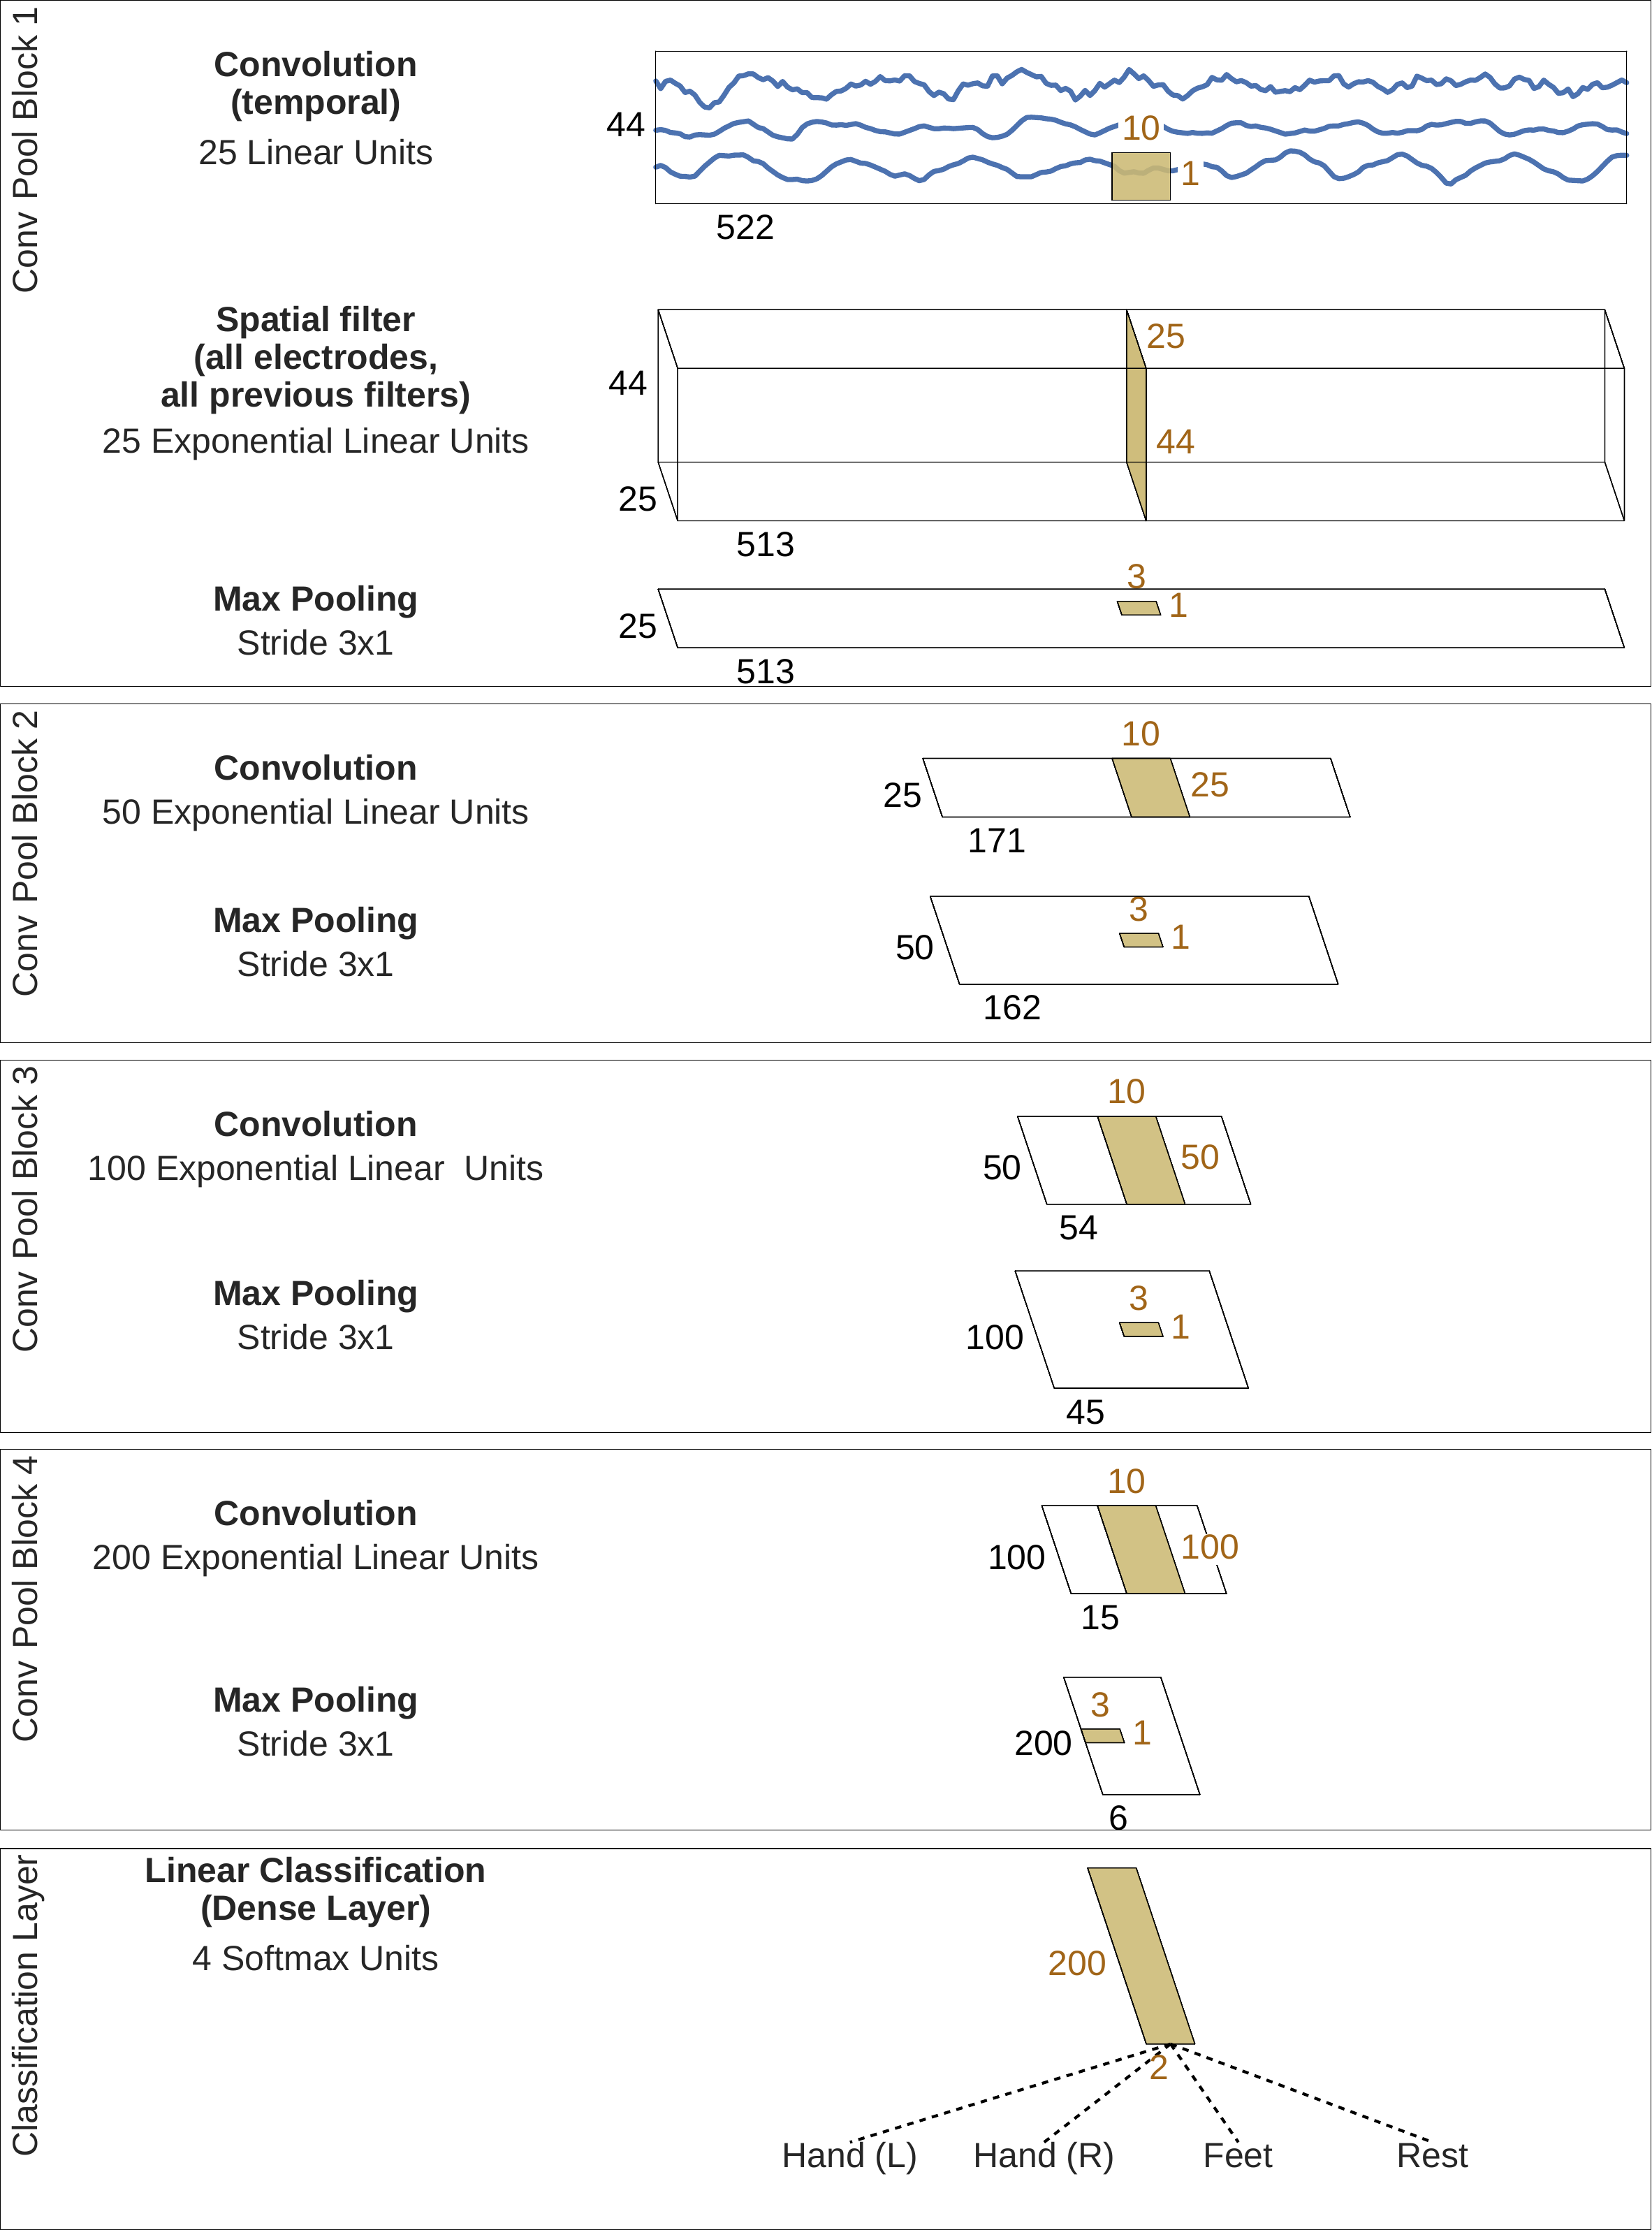 Conv Pool Block 1
Convolution
(temporal)
25 Linear Units
44
10
1
522
Spatial filter
(all electrodes,
all previous filters)
25 Exponential Linear Units
44
25
44
25
513
Max Pooling
Stride 3x1
3
1
25
513
Conv Pool Block 2
Convolution
50 Exponential Linear Units
10
25
25
171
Max Pooling
Stride 3x1
3
1
50
162
Conv Pool Block 3
Convolution
100 Exponential Linear Units
10
50
50
54
Max Pooling
Stride 3x1
3
1
100
45
Conv Pool Block 4
Convolution
200 Exponential Linear Units
10
100
100
15
Max Pooling
Stride 3x1
3
1
200
6
Classification Layer
Linear Classification
(Dense Layer)
4 Softmax Units
200
2
Hand (L) Hand (R) Feet Rest